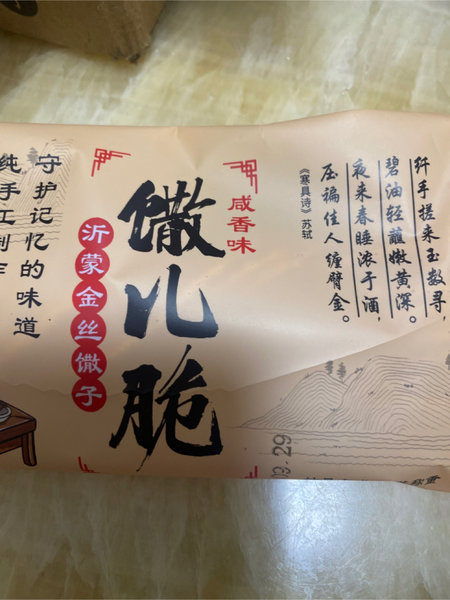 纤手搓来玉数寻，
碧油轻蘸嫩黄深。
夜来春睡浓于酒，
压褊佳人缠臂金。
《寒具诗》苏轼
咸香味
馓儿脆
沂蒙金丝馓子
守护记忆的味道
纯手工制作
9.29